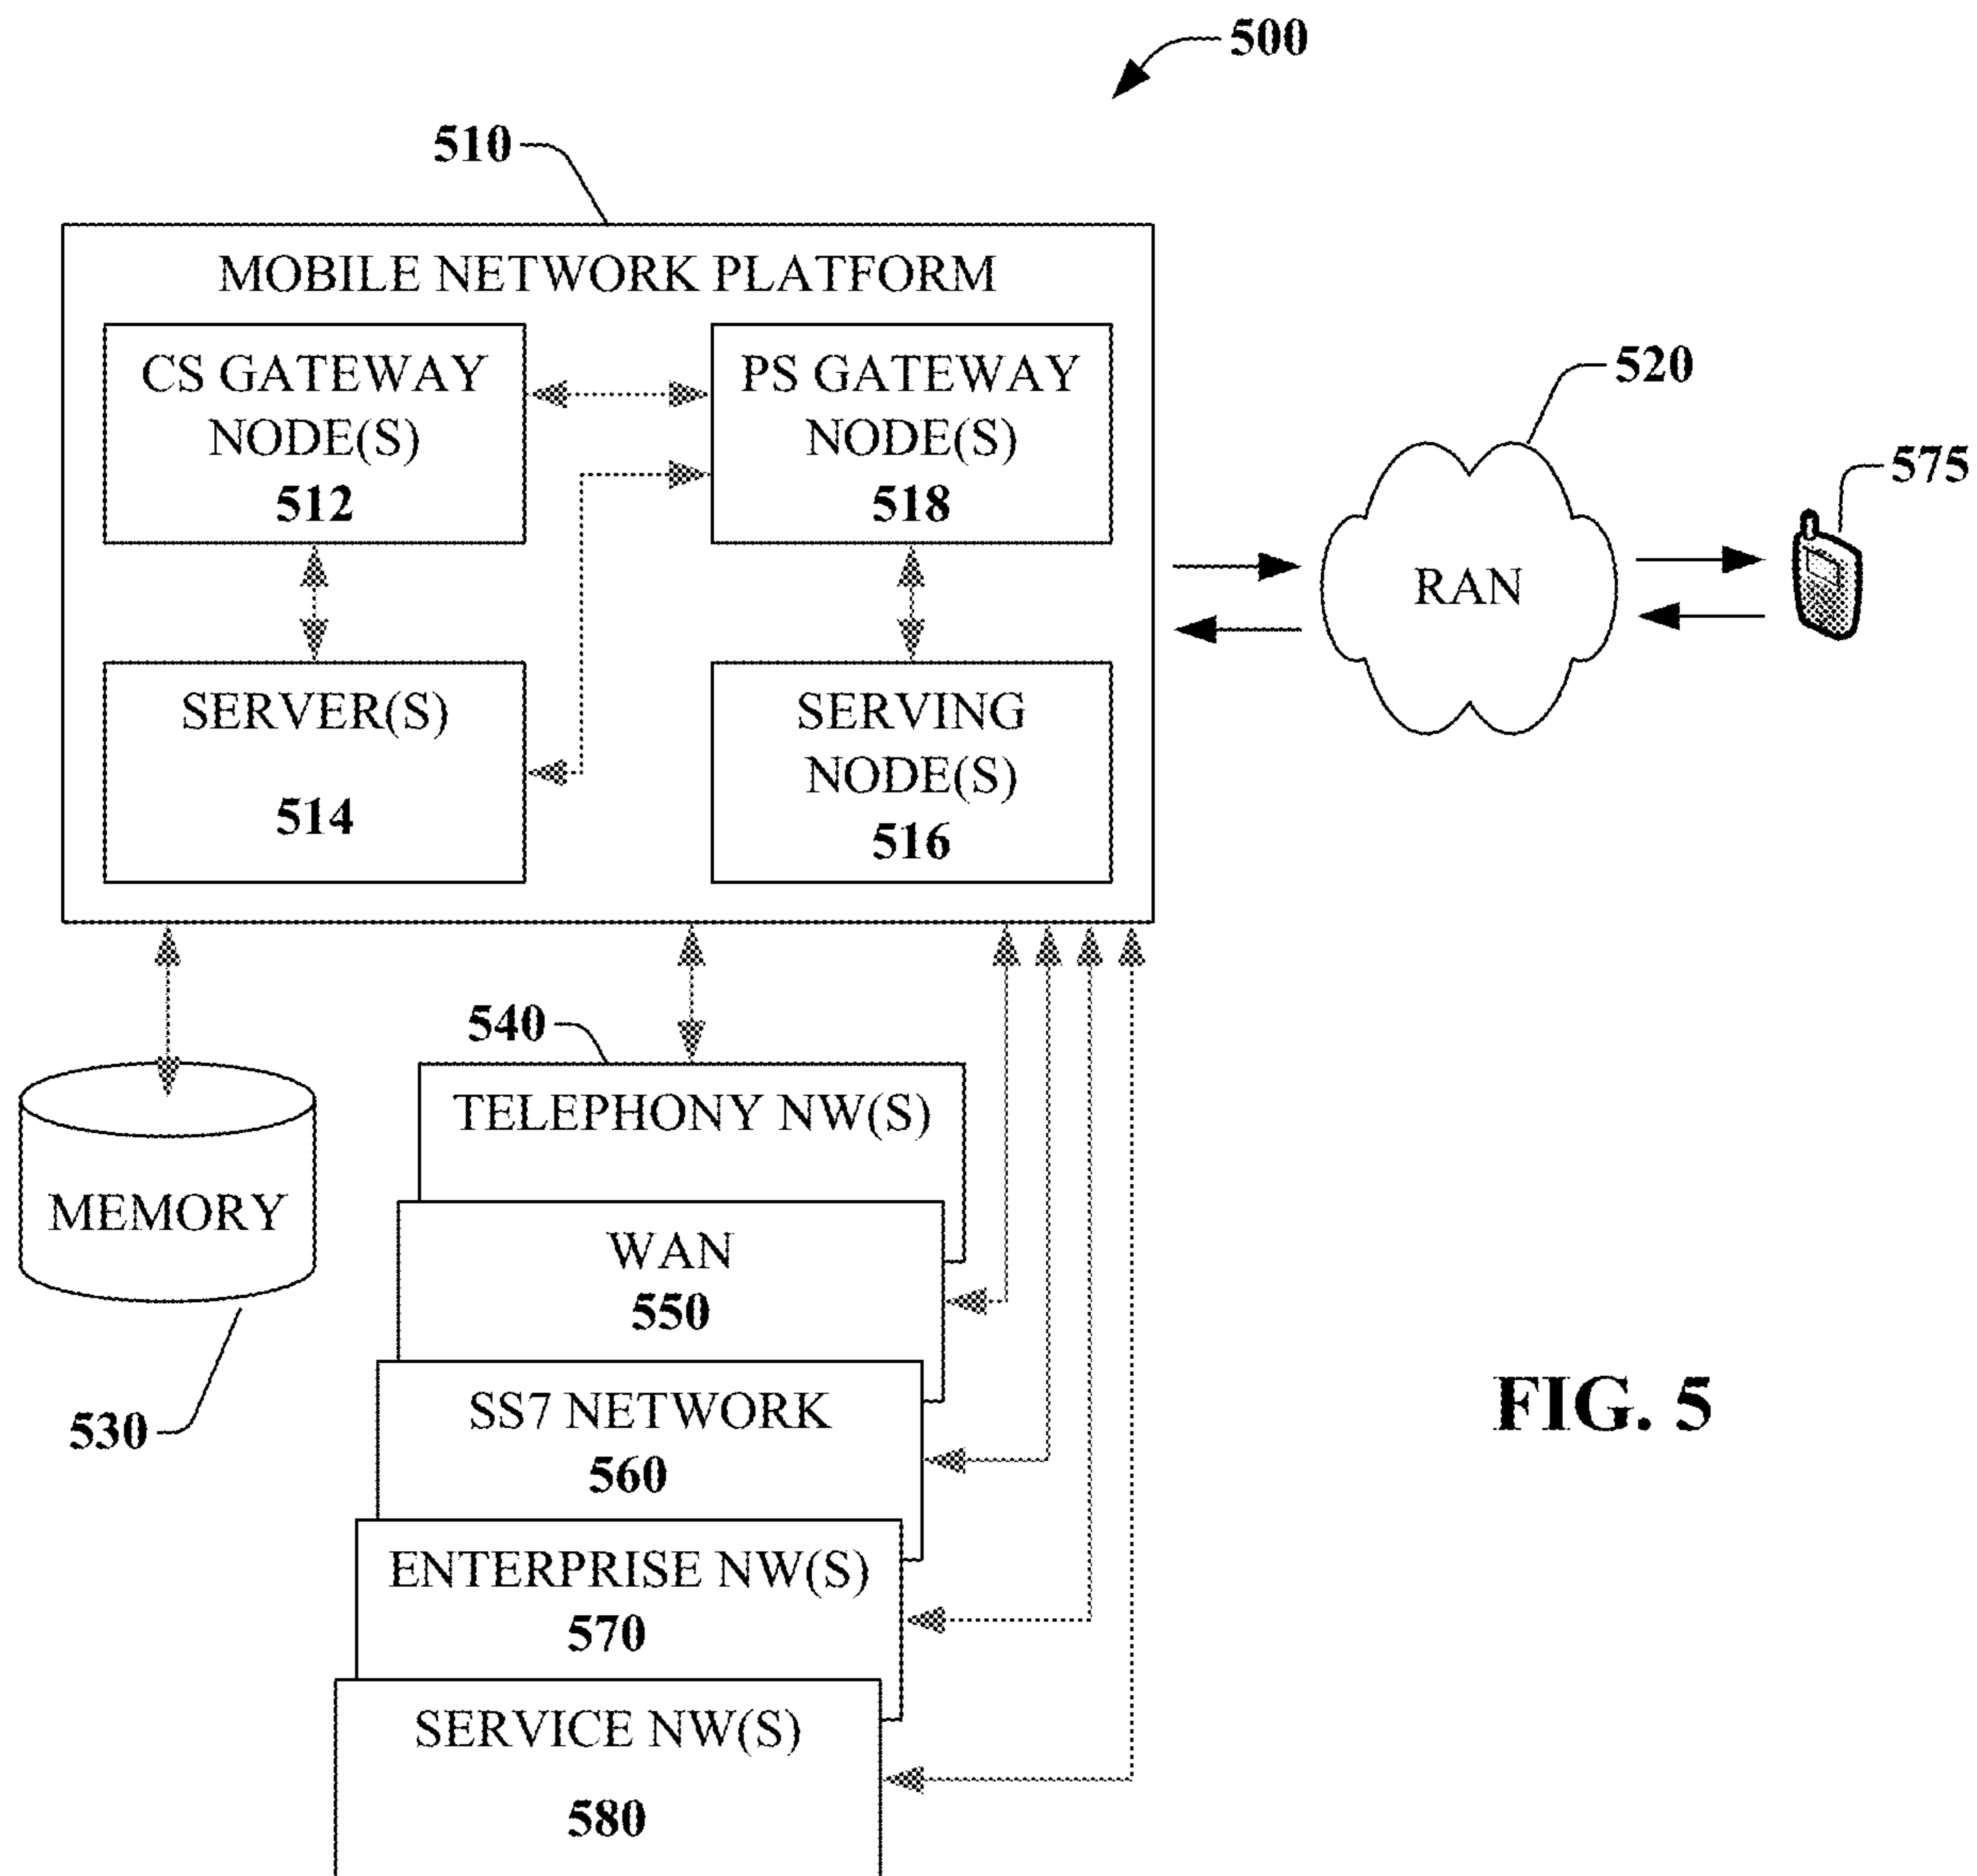 500
510
MOBILE NETWORK PLATFORM
CS GATEWAY
NODE(S)
512
PS GATEWAY
NODE(S)
518
SERVER(S)
514
SERVING
NODE(S)
516
520
RAN
575
540
TELEPHONY NW(S)
MEMORY
530
WAN
550
SS7 NETWORK
560
ENTERPRISE NW(S)
570
SERVICE NW(S)
580
FIG. 5